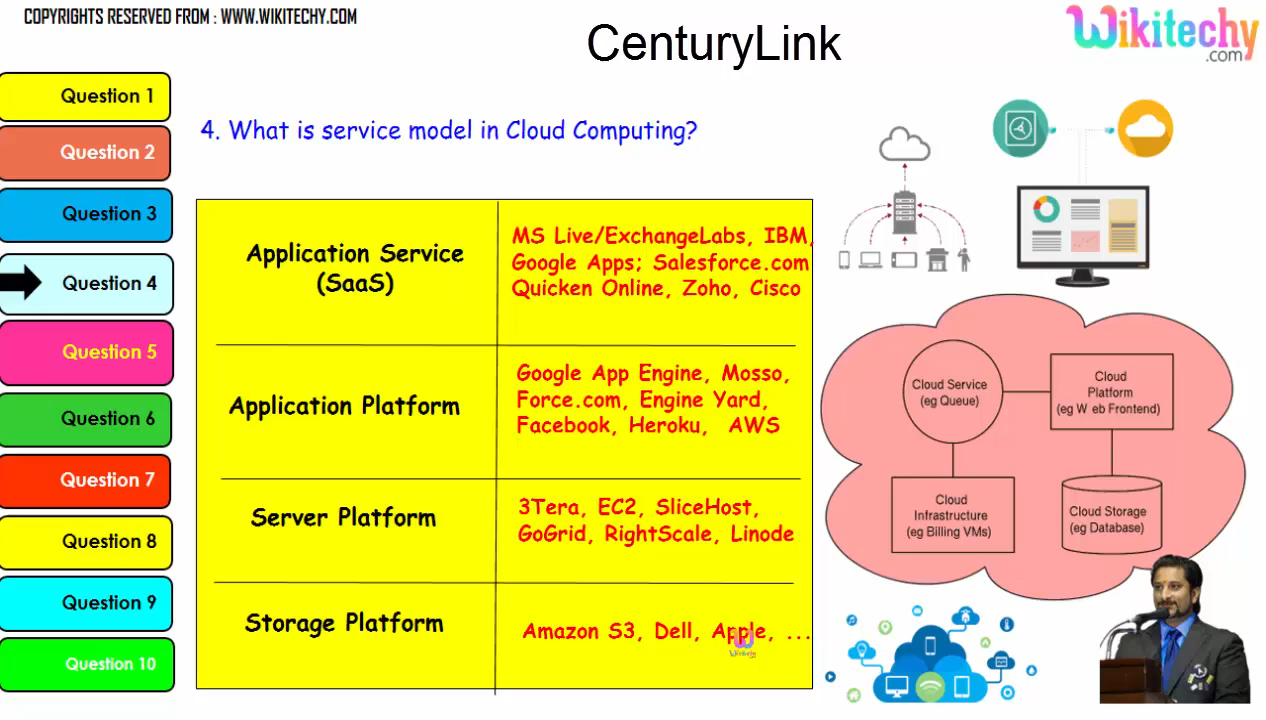 COPYRIGHTS RESERVED FROM : WWW.WIKITECHY.COM
CenturyLink
Wikitechy
.com
Question 1
Question 2
Question 3
Question 4
Question 5
Question 6
Question 7
Question 8
Question 9
Question 10
4. What is service model in Cloud Computing?
Application Service
(SaaS)
MS Live/ExchangeLabs, IBM,
Google Apps; Salesforce.com
Quicken Online, Zoho, Cisco
Application Platform
Google App Engine, Mosso,
Force.com, Engine Yard,
Facebook, Heroku, AWS
Server Platform
3Tera, EC2, SliceHost,
GoGrid, RightScale, Linode
Storage Platform
Amazon S3, Dell, Apple, ...
Wikitechy
Cloud Service
(eg Queue)
Cloud
Platform
(eg W eb Frontend)
Cloud
Infrastructure
(eg Billing VMs)
Cloud Storage
(eg Database)